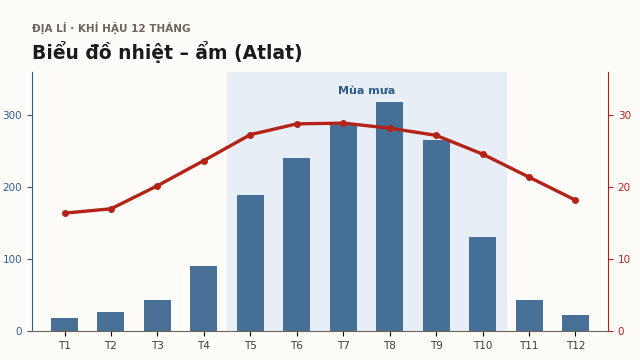 ĐỊA LÍ · KHÍ HẬU 12 THÁNG
Biểu đồ nhiệt – ẩm (Atlat)
Mùa mưa
300
200
100
0
30
20
10
0
T1 T2 T3 T4 T5 T6 T7 T8 T9 T10 T11 T12